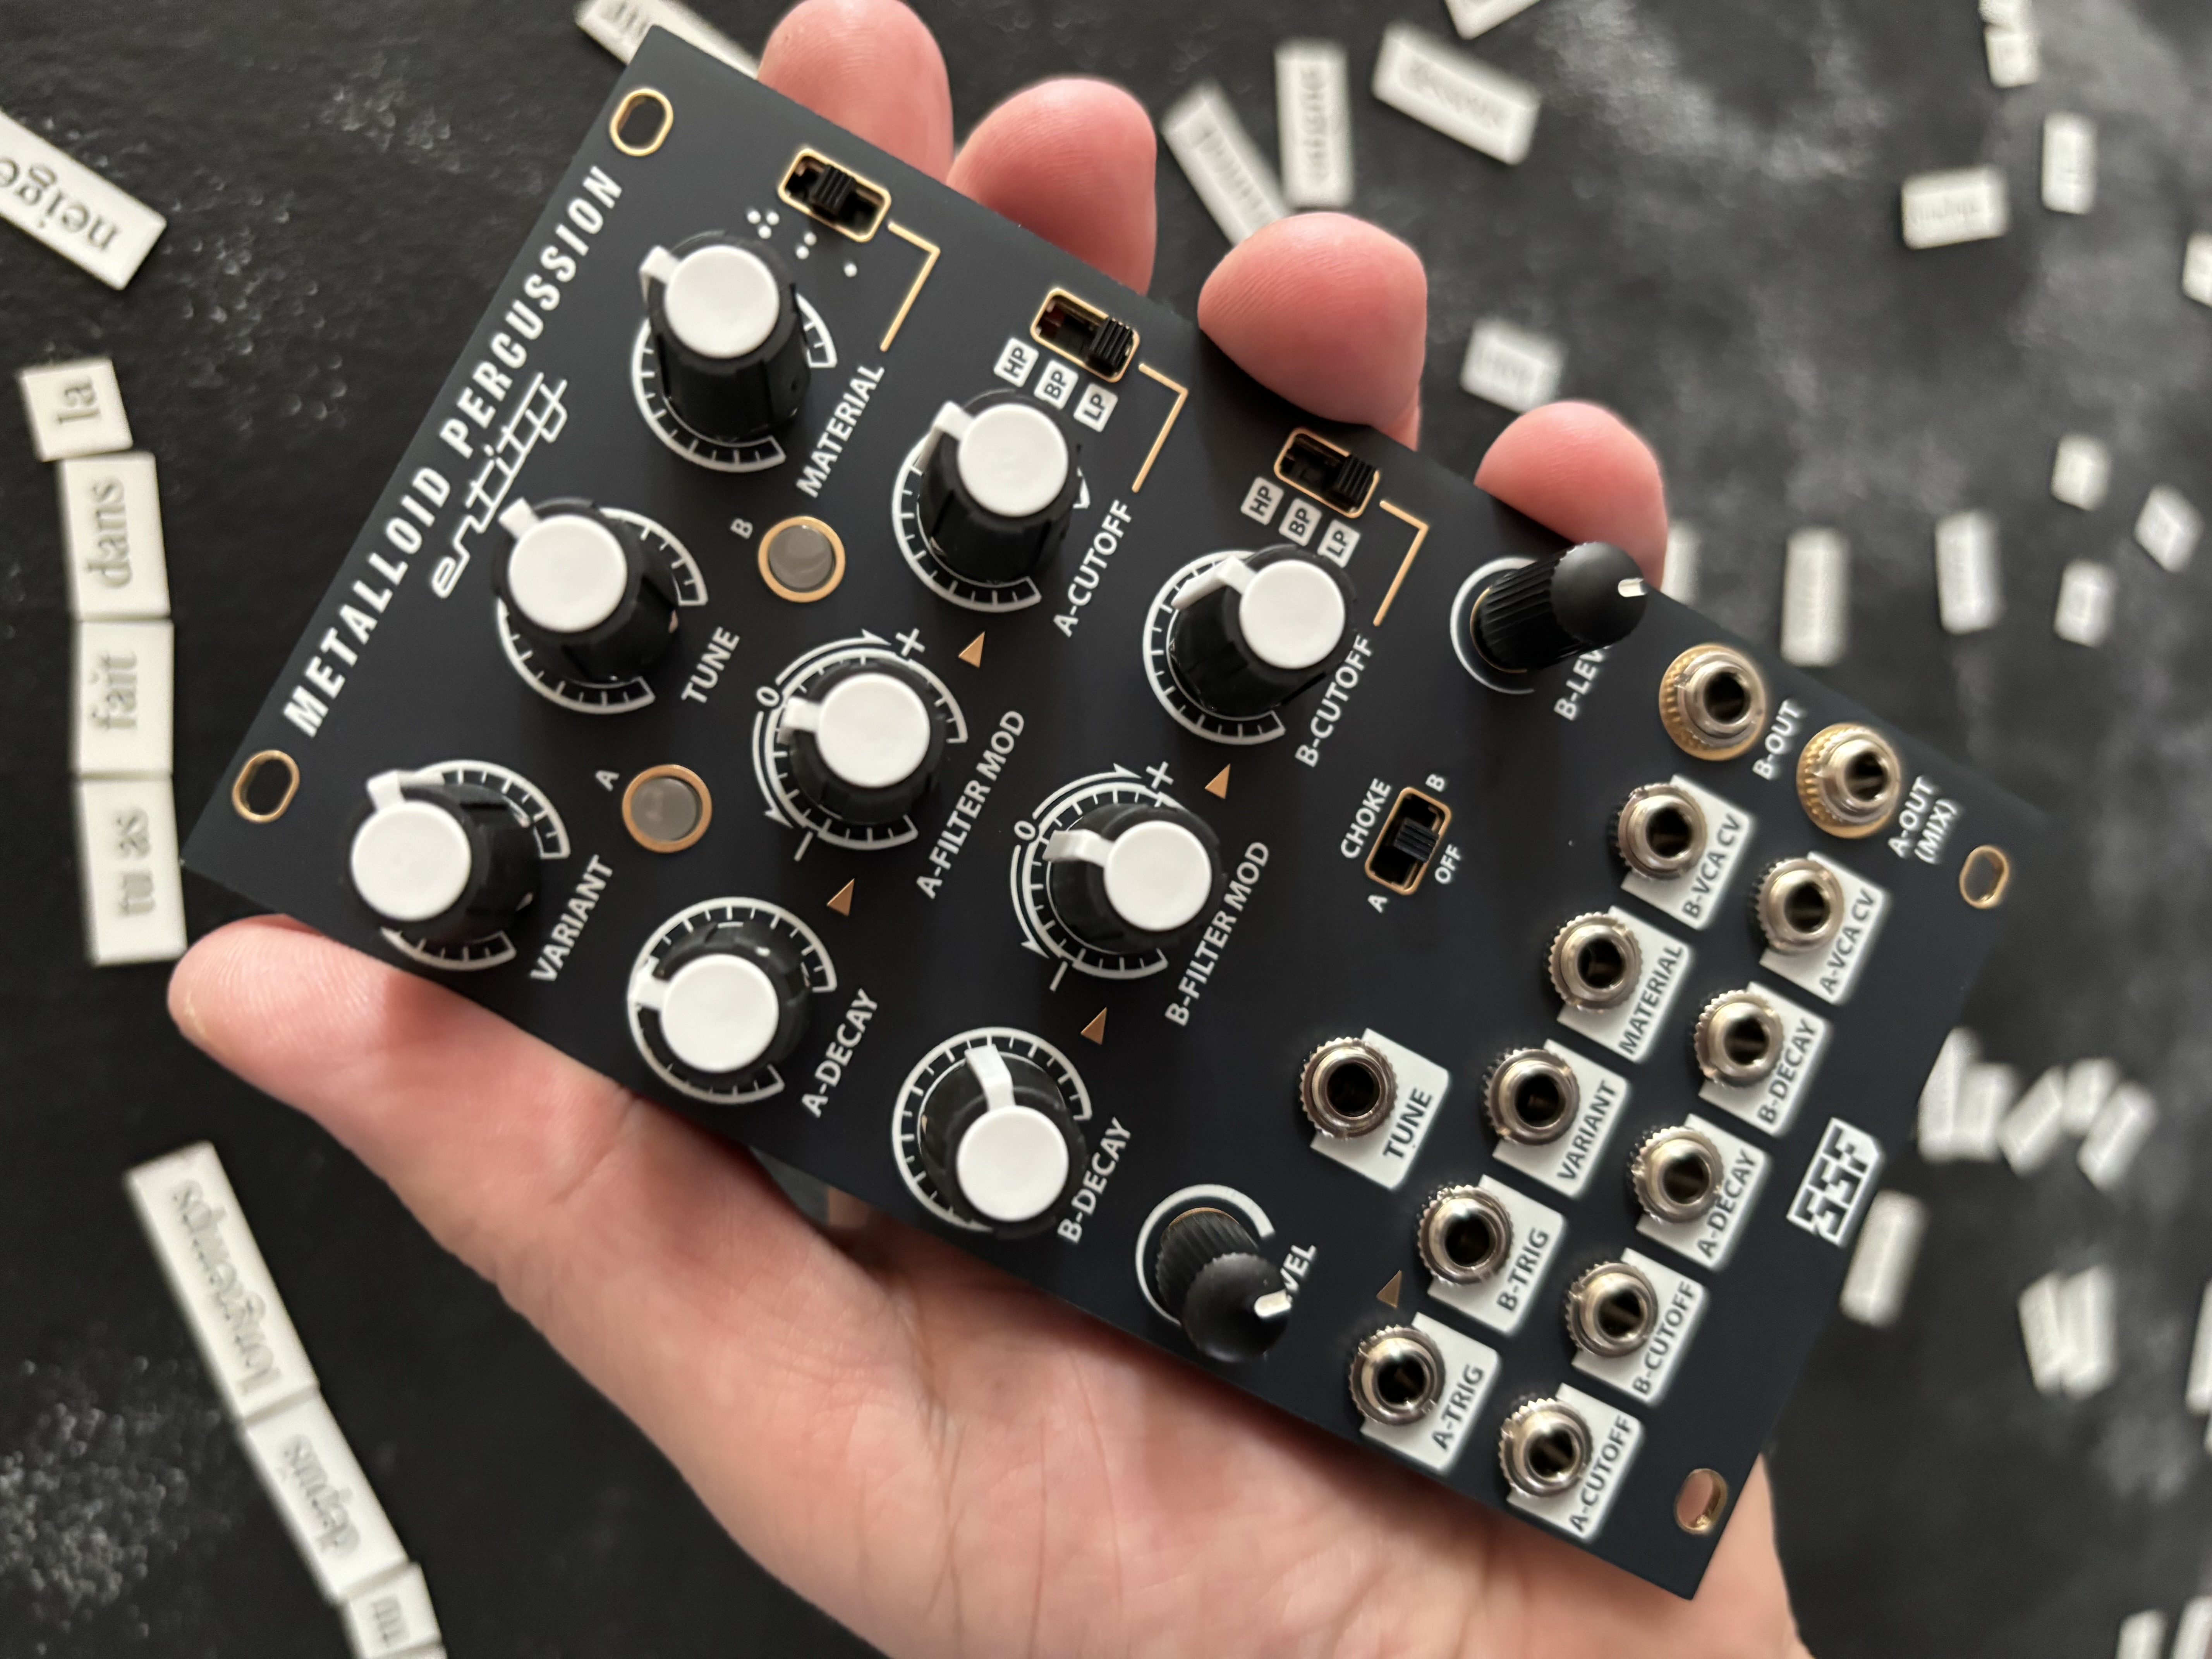 tu as fait dans la
neige
depuis longtemps
METALLOID PERCUSSION
entity
VARIANT
A
TUNE
B
MATERIAL
A-DECAY
0
−
+
A-FILTER MOD
A-CUTOFF
HP
BP
LP
B-DECAY
0
−
+
B-FILTER MOD
B-CUTOFF
HP
BP
LP
VEL
TUNE
CHOKE
A
OFF
B
B-LEV
A-TRIG
B-TRIG
VARIANT
MATERIAL
B-VCA CV
B-OUT
A-CUTOFF
B-CUTOFF
A-DECAY
B-DECAY
A-VCA CV
A-OUT
(MIX)
SSF